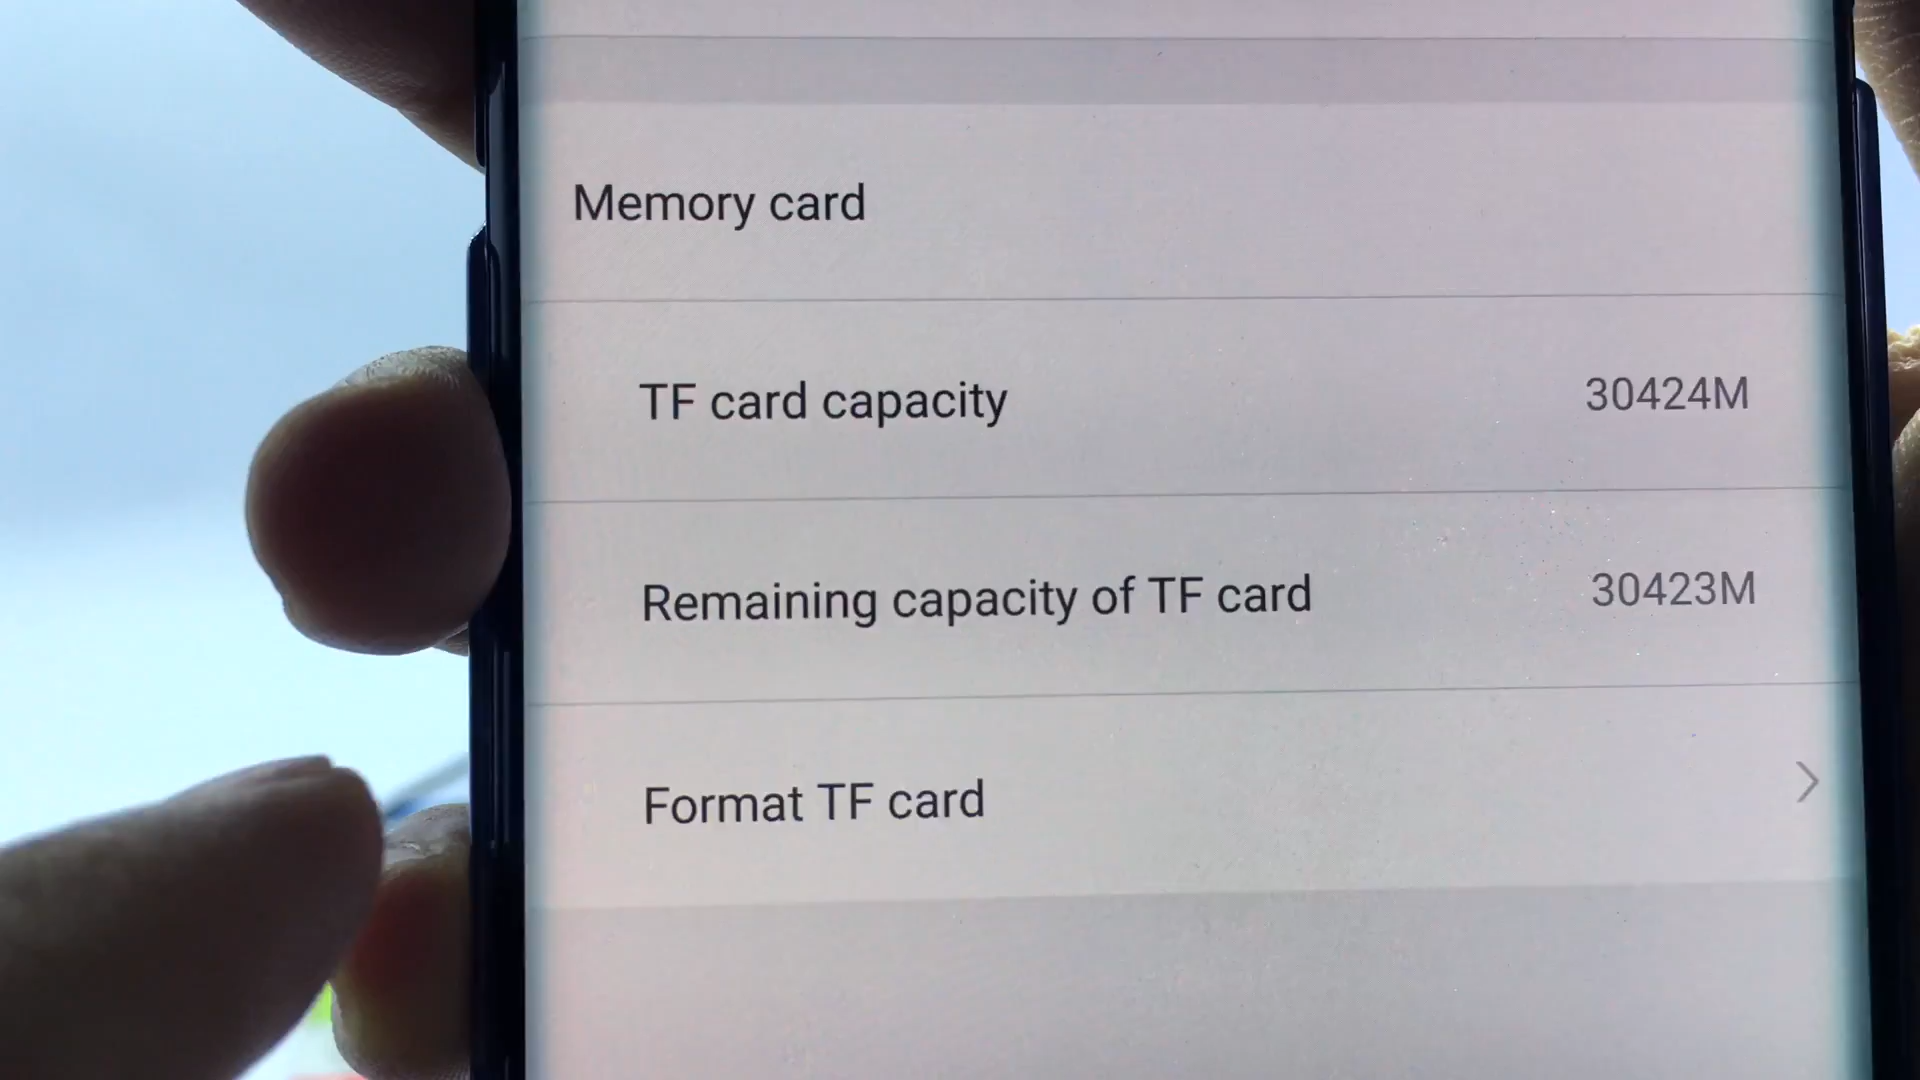 Memory card
TF card capacity 30424M
Remaining capacity of TF card 30423M
Format TF card